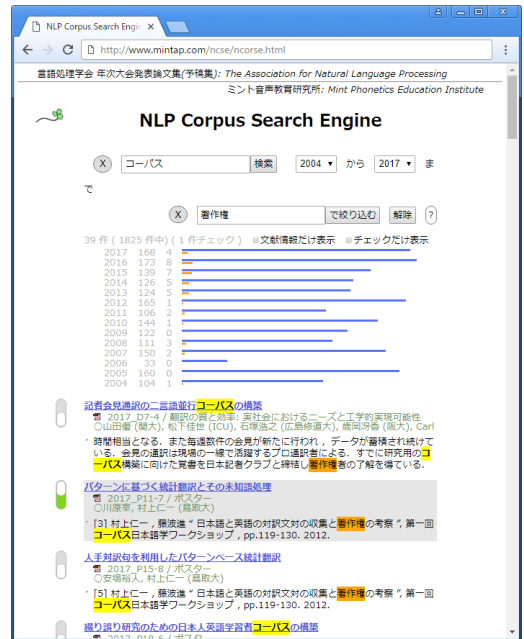 NLP Corpus Search Engin
http://www.mintap.com/ncse/ncorse.html
言語処理学会 年次大会発表論文集(予稿集): The Association for Natural Language Processing
ミント音声教育研究所: Mint Phonetics Education Institute
NLP Corpus Search Engine
X コーパス 検索 2004 から 2017 ま
で
X 著作権 で絞り込む 解除 ?
39 件 ( 1825 件中) ( 1 件チェック ) 文献情報だけ表示 チェックだけ表示
2017 168 4
2016 173 8
2015 139 7
2014 126 5
2013 124 5
2012 165 1
2011 106 2
2010 144 1
2009 122 0
2008 111 3
2007 150 2
2006 33 0
2005 160 0
2004 104 1
記者会見通訳の二言語並行コーパスの構築
2017_D7-4 / 翻訳の質と効率: 実社会におけるニーズと工学的実現可能性
○山田優 (関大), 松下佳世 (ICU), 石塚浩之 (広島修道大), 歳岡冴香 (阪大), Carl
* 時間相当となる．また毎週数件の会見が新たに行われ , データが蓄積され続けて
いる．会見の通訳は現場の一線で活躍するプロ通訳者による．すでに研究用のコ
ーパス構築に向けた覚書を日本記者クラブと締結し著作権者の了解を得ている．
パターンに基づく統計翻訳とその未知語処理
2017_P11-7 / ポスター
○川原宰, 村上仁一 (鳥取大)
* [3] 村上仁一 , 藤波進 “ 日本語と英語の対訳文対の収集と著作権の考察 ”, 第一回
コーパス日本語学ワークショップ , pp.119-130. 2012.
人手対訳句を利用したパターンベース統計翻訳
2017_P15-8 / ポスター
○安場裕人, 村上仁一 (鳥取大)
* [5] 村上仁一 , 藤波進 “ 日本語と英語の対訳文対の収集と著作権の考察 ”, 第一回
コーパス日本語学ワークショップ , pp.119-130. 2012.
綴り誤り研究のための日本人英語学習者コーパスの構築